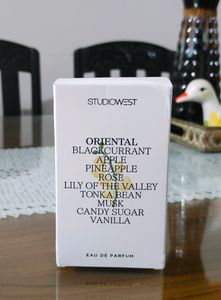 STUDIOWEST
ORIENTAL
BLACKCURRANT
APPLE
PINEAPPLE
ROSE
LILY OF THE VALLEY
TONKA BEAN
MUSK
CANDY SUGAR
VANILLA
EAU DE PARFUM